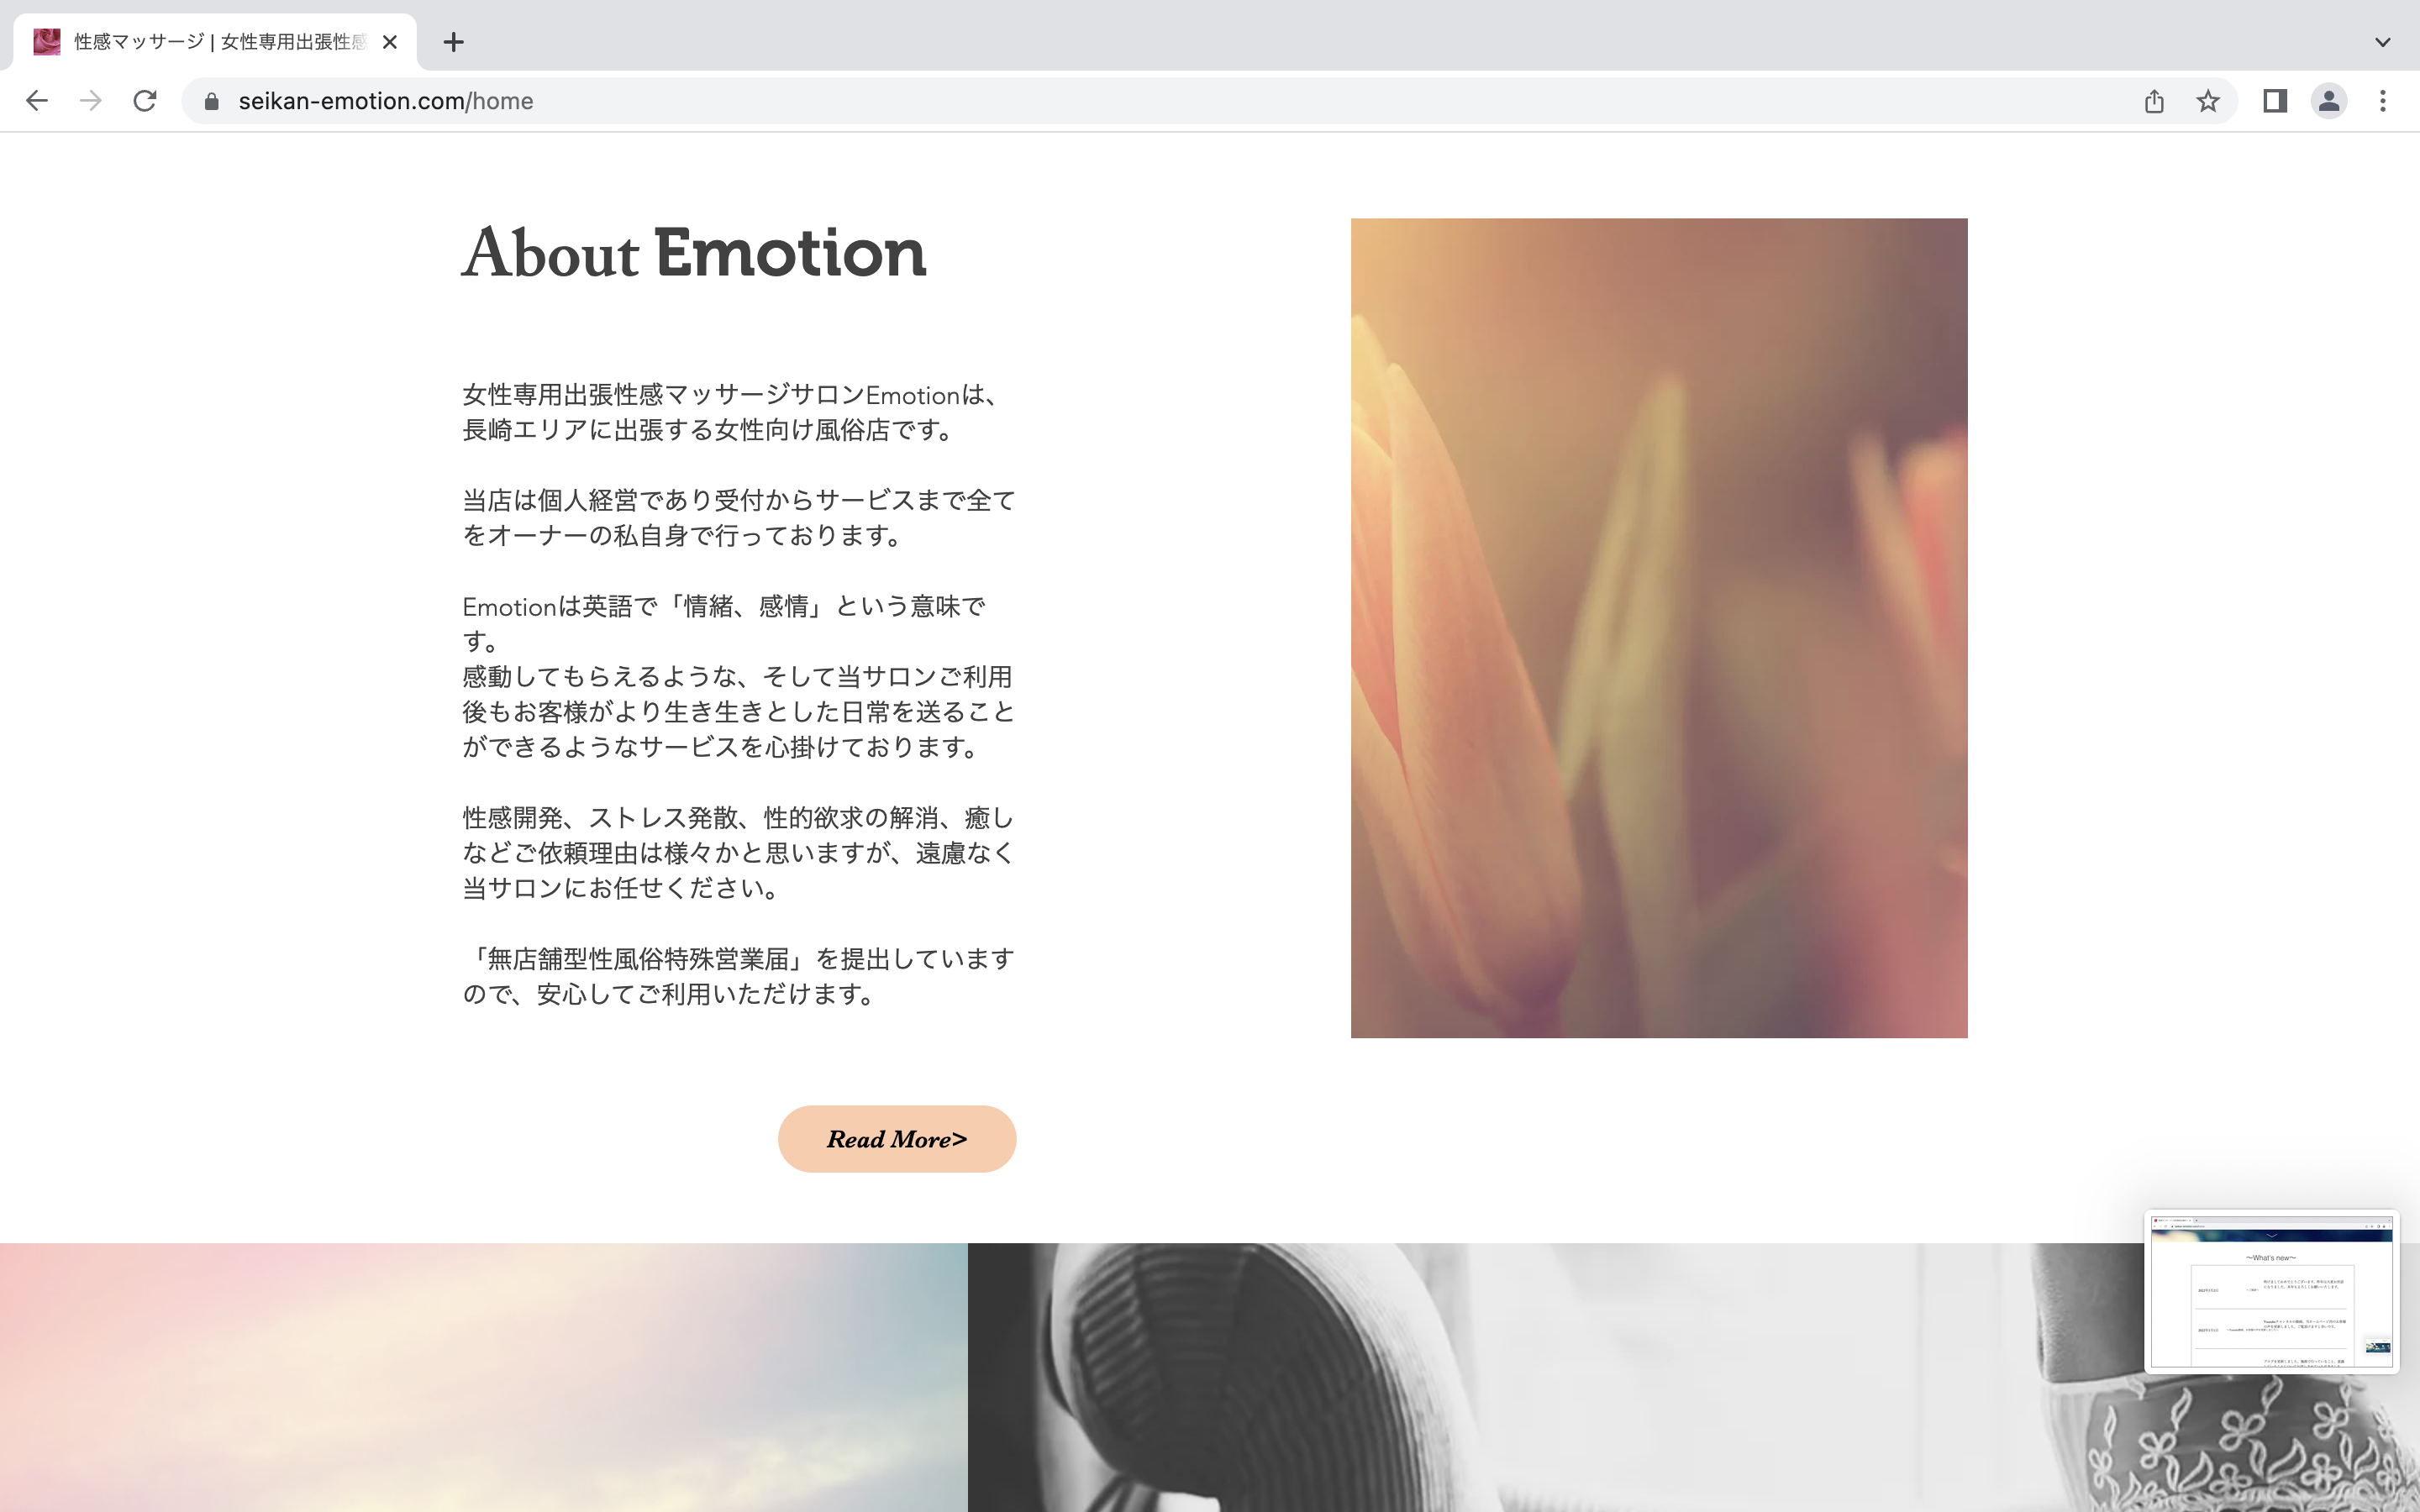 性感マッサージ | 女性専用出張性感
seikan-emotion.com/home
About Emotion
女性専用出張性感マッサージサロンEmotionは、
長崎エリアに出張する女性向け風俗店です。
当店は個人経営であり受付からサービスまで全て
をオーナーの私自身で行っております。
Emotionは英語で「情緒、感情」という意味で
す。
感動してもらえるような、そして当サロンご利用
後もお客様がより生き生きとした日常を送ること
ができるようなサービスを心掛けております。
性感開発、ストレス発散、性的欲求の解消、癒し
などご依頼理由は様々かと思いますが、遠慮なく
当サロンにお任せください。
「無店舗型性風俗特殊営業届」を提出しています
ので、安心してご利用いただけます。
Read More>
〜What's new〜